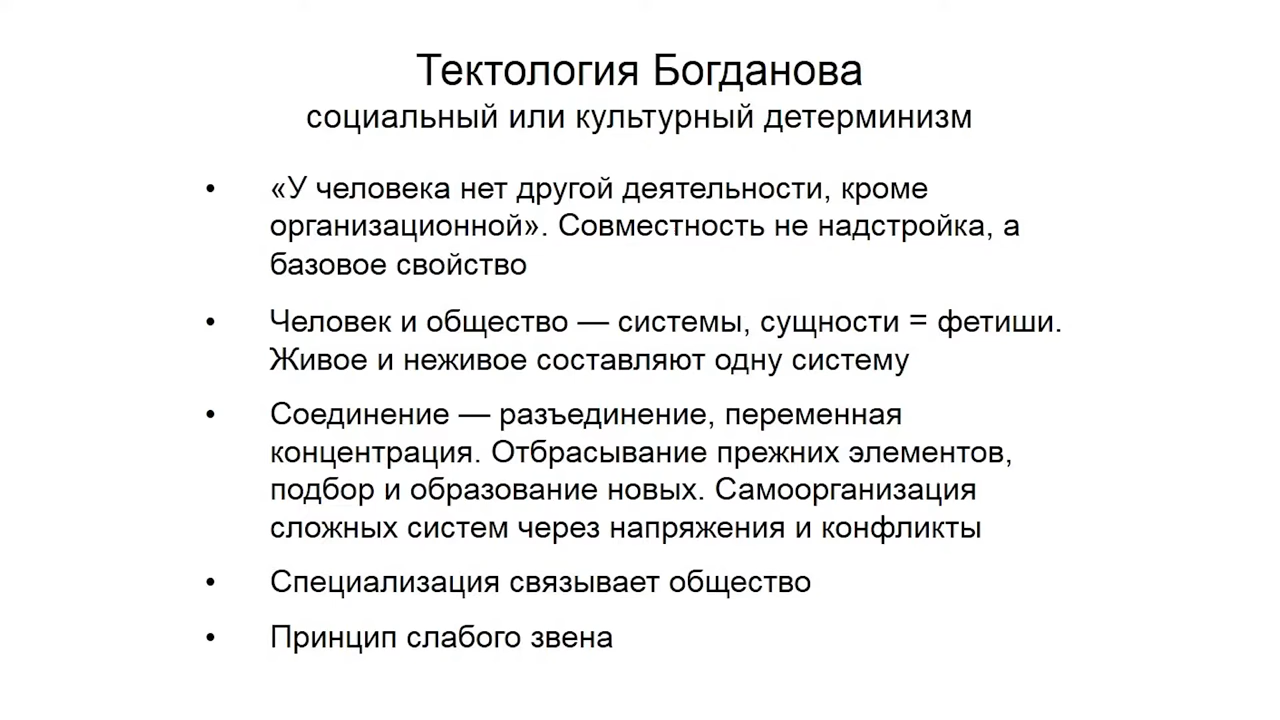 Тектология Богданова
социальный или культурный детерминизм
• «У человека нет другой деятельности, кроме
организационной». Совместность не надстройка, а
базовое свойство
• Человек и общество — системы, сущности = фетиши.
Живое и неживое составляют одну систему
• Соединение — разъединение, переменная
концентрация. Отбрасывание прежних элементов,
подбор и образование новых. Самоорганизация
сложных систем через напряжения и конфликты
• Специализация связывает общество
• Принцип слабого звена